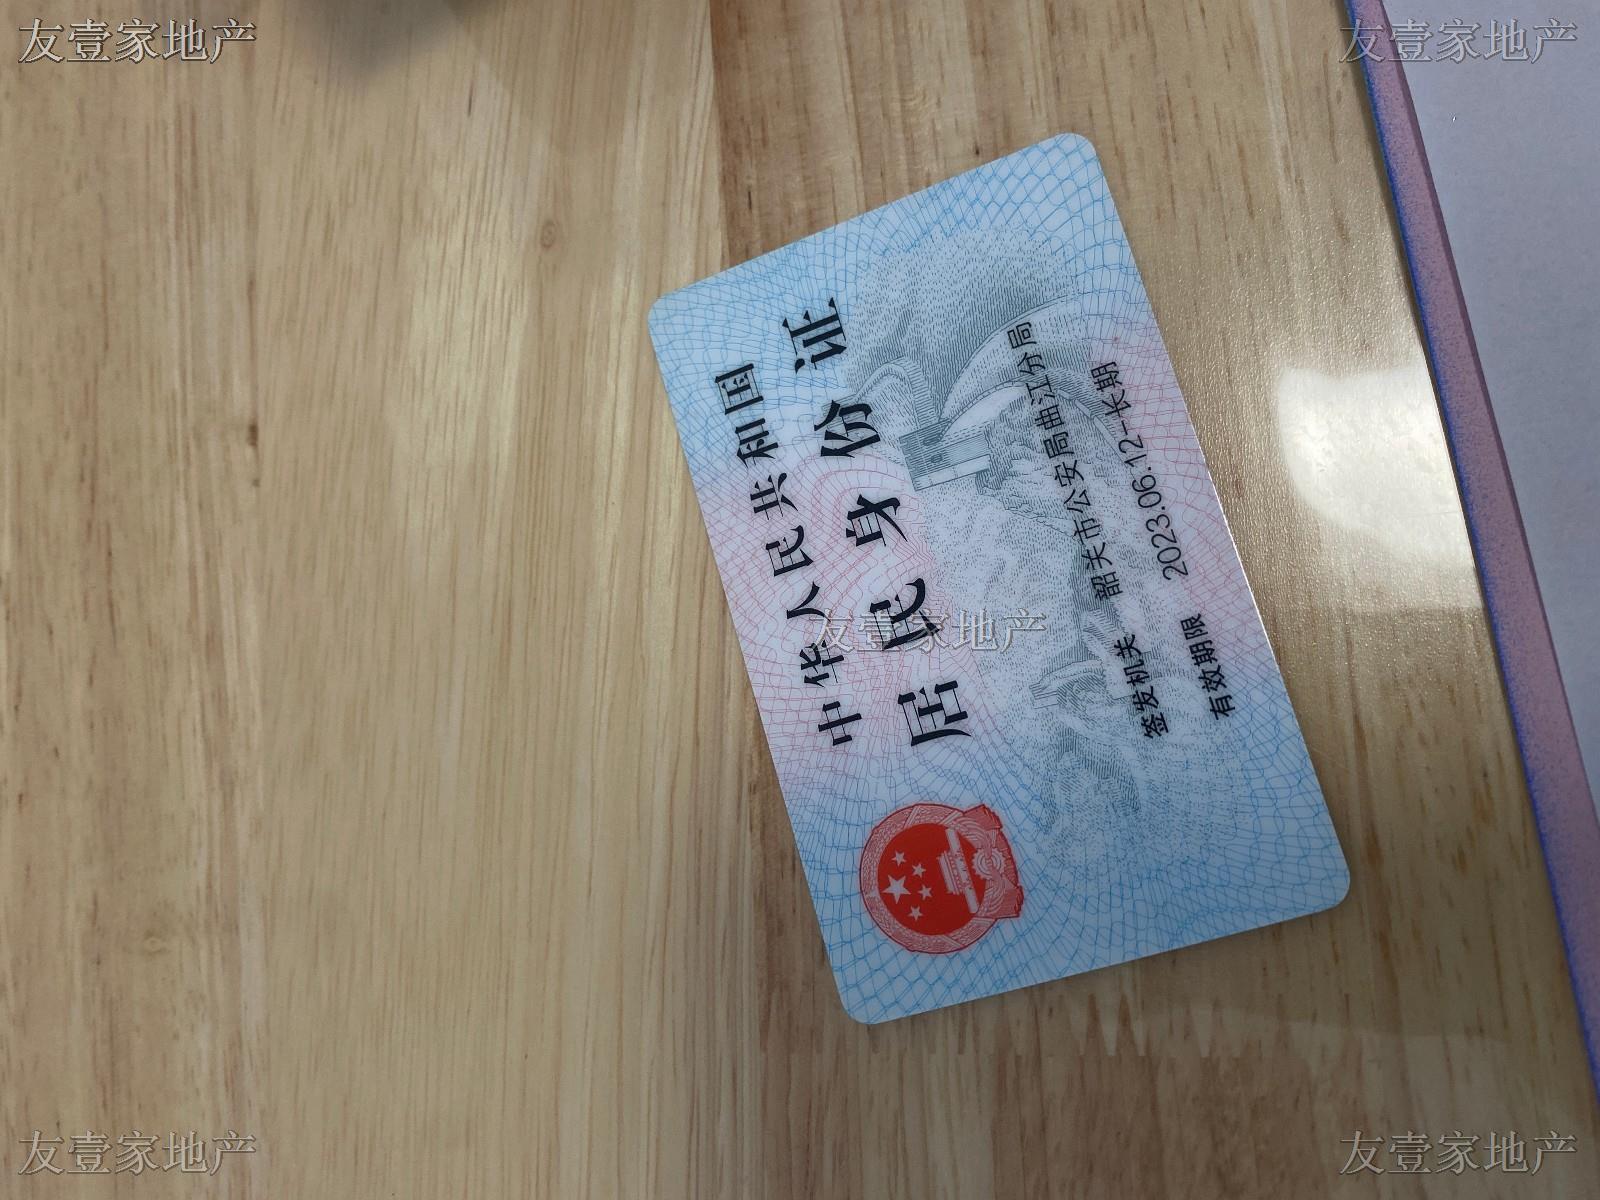 友壹家地产
友壹家地产
中华人民共和国
居民身份证
签发机关 韶关市公安局曲江分局
有效期限 2023.06.12-长期
友壹家地产
友壹家地产
友壹家地产